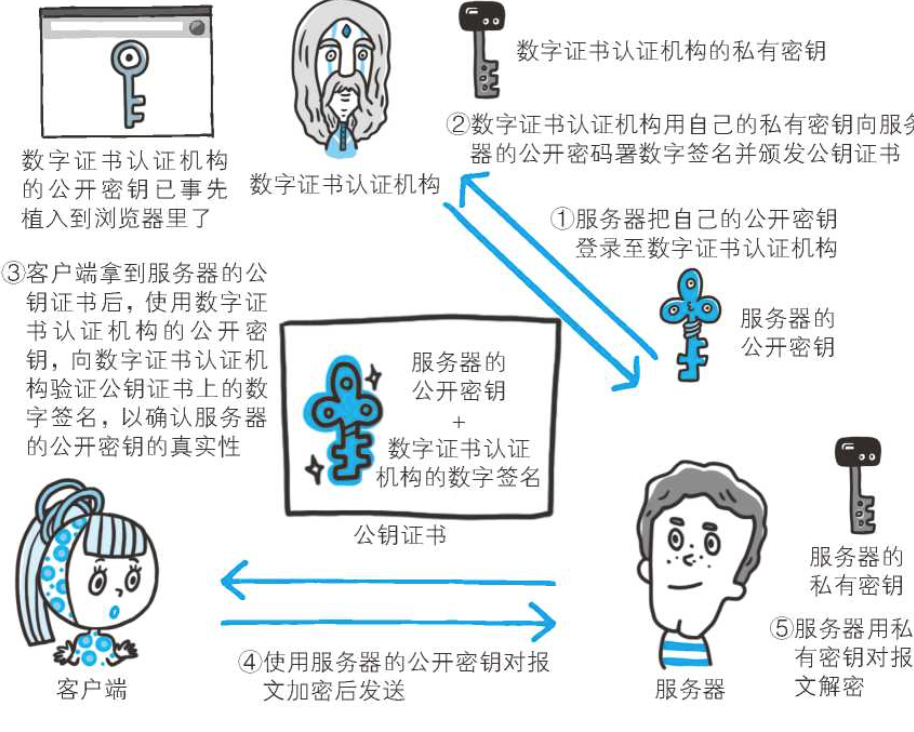 数字证书认证机构的私有密钥
②数字证书认证机构用自己的私有密钥向服务
器的公开密码署数字签名并颁发公钥证书
数字证书认证机构
的公开密钥已事先
植入到浏览器里了
数字证书认证机构
①服务器把自己的公开密钥
登录至数字证书认证机构
③客户端拿到服务器的公
钥证书后，使用数字证
书认证机构的公开密
钥，向数字证书认证机
构验证公钥证书上的数
字签名，以确认服务器
的公开密钥的真实性
服务器的
公开密钥
服务器的
公开密钥
+
数字证书认证
机构的数字签名
公钥证书
服务器的
私有密钥
④使用服务器的公开密钥对报
文加密后发送
⑤服务器用私
有密钥对报
文解密
客户端
服务器